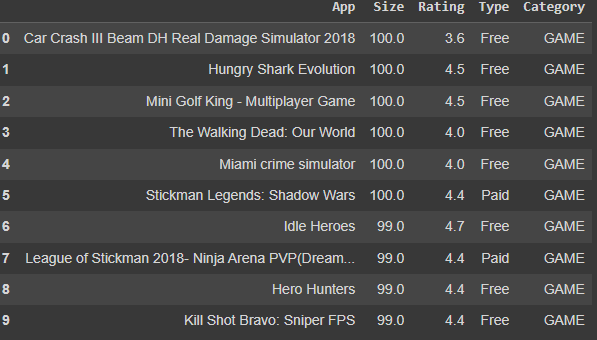 App Size Rating Type Category
0 Car Crash III Beam DH Real Damage Simulator 2018 100.0 3.6 Free GAME
1 Hungry Shark Evolution 100.0 4.5 Free GAME
2 Mini Golf King - Multiplayer Game 100.0 4.5 Free GAME
3 The Walking Dead: Our World 100.0 4.0 Free GAME
4 Miami crime simulator 100.0 4.0 Free GAME
5 Stickman Legends: Shadow Wars 100.0 4.4 Paid GAME
6 Idle Heroes 99.0 4.7 Free GAME
7 League of Stickman 2018- Ninja Arena PVP(Dream... 99.0 4.4 Paid GAME
8 Hero Hunters 99.0 4.4 Free GAME
9 Kill Shot Bravo: Sniper FPS 99.0 4.4 Free GAME